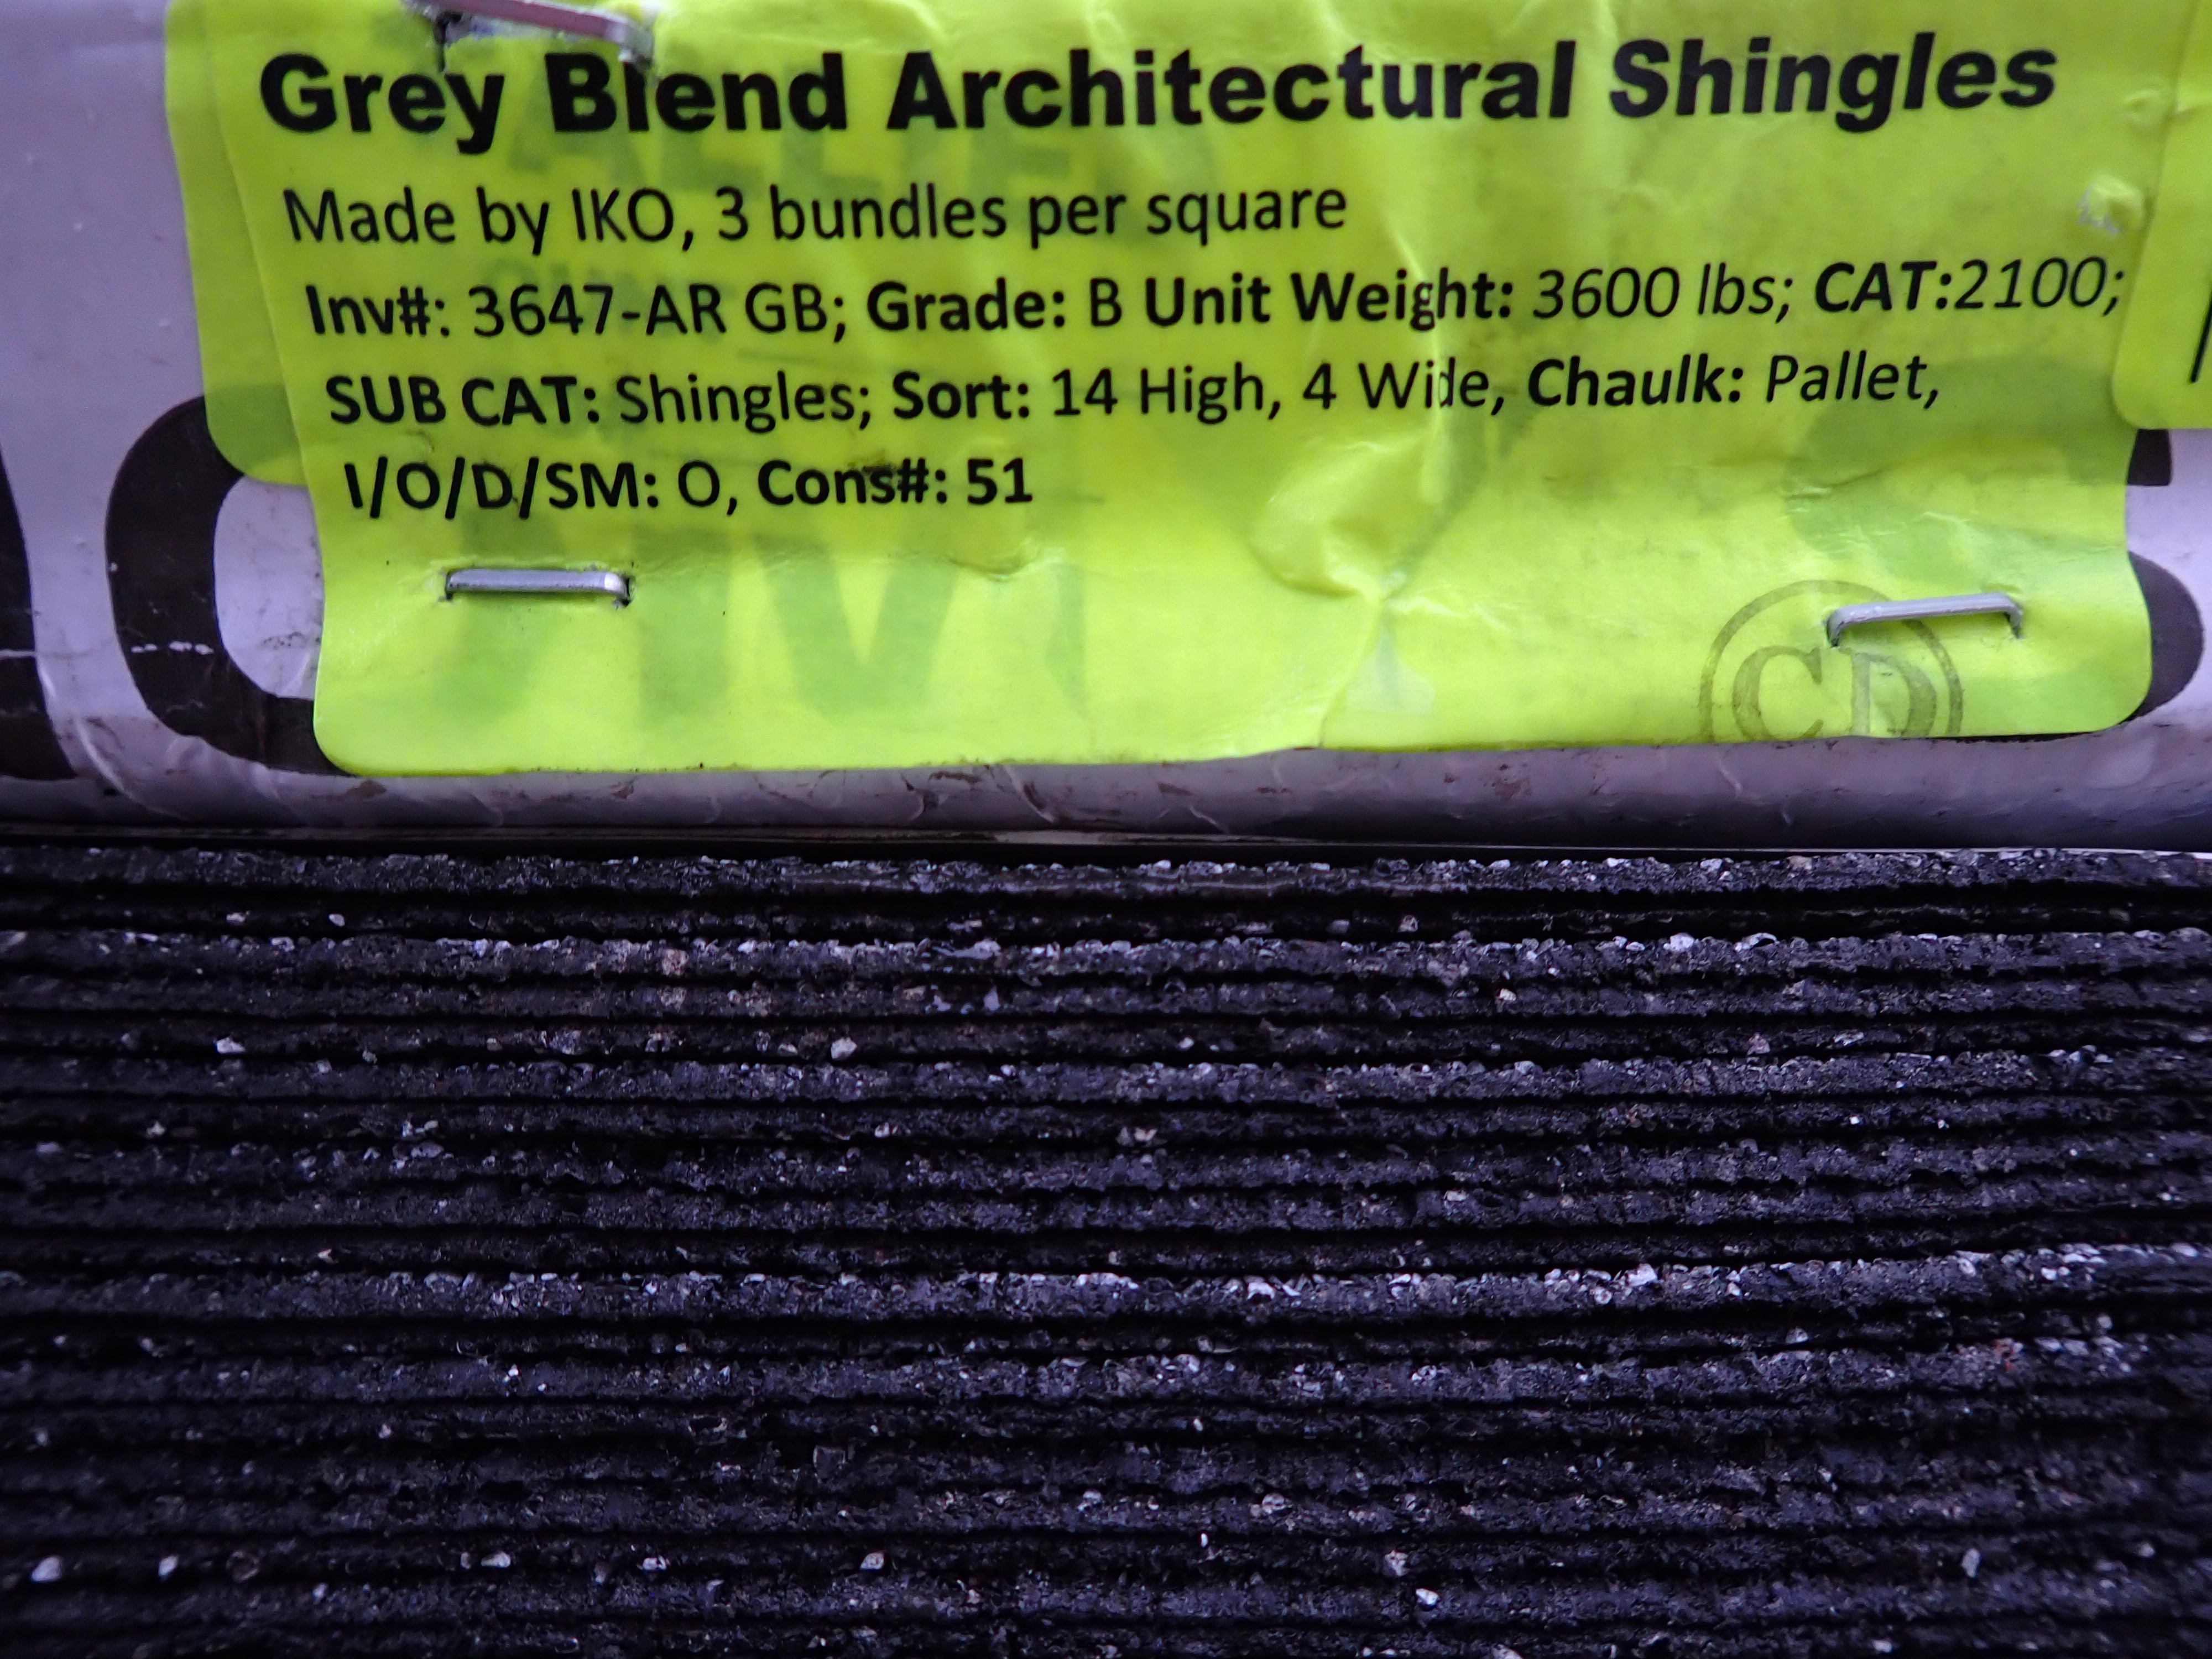 Grey Blend Architectural Shingles
Made by IKO, 3 bundles per square
Inv#: 3647-AR GB; Grade: B Unit Weight: 3600 lbs; CAT:2100;
SUB CAT: Shingles; Sort: 14 High, 4 Wide, Chaulk: Pallet,
I/O/D/SM: O, Cons#: 51
CD